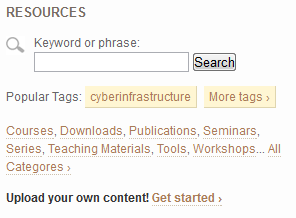 RESOURCES
Keyword or phrase:
Search
Popular Tags: cyberinfrastructure More tags ›
Courses, Downloads, Publications, Seminars,
Series, Teaching Materials, Tools, Workshops... All
Categores ›
Upload your own content! Get started ›